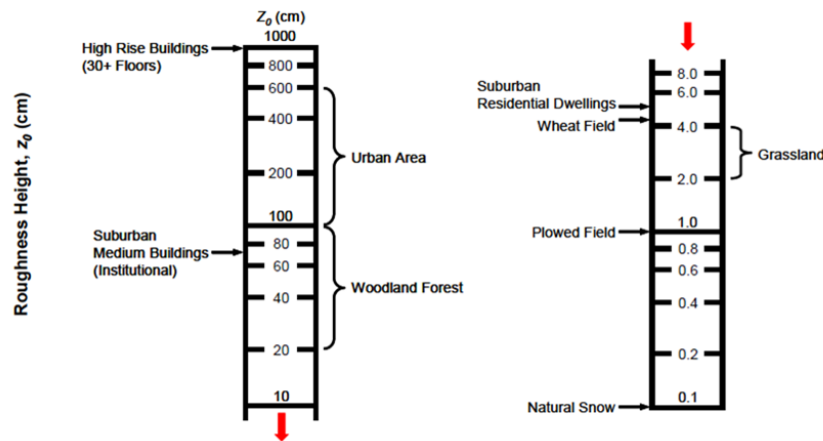 Roughness Height, z0 (cm)
Z0 (cm)
1000
High Rise Buildings
(30+ Floors)
800
600
400
Urban Area
200
100
Suburban
Medium Buildings
(Institutional)
80
60
Woodland Forest
40
20
10
8.0
Suburban
Residential Dwellings
6.0
Wheat Field
4.0
Grassland
2.0
1.0
Plowed Field
0.8
0.6
0.4
0.2
0.1
Natural Snow